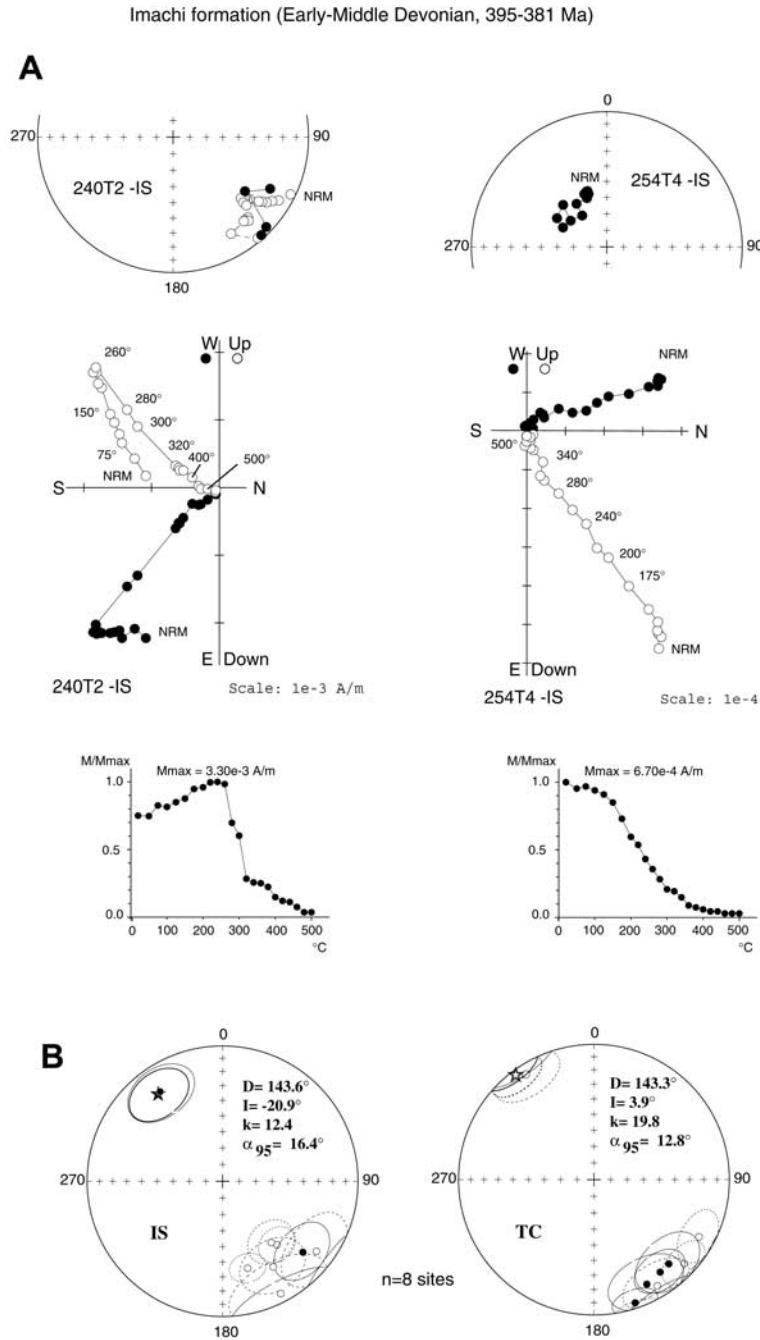 Imachi formation (Early-Middle Devonian, 395-381 Ma)
A
270
90
240T2 -IS
NRM
180
0
NRM
254T4 -IS
270
90
W Up
260°
280°
150°
300°
75°
320°
400°
500°
NRM
S
N
NRM
E Down
240T2 -IS
Scale: 1e-3 A/m
W Up
NRM
S
N
500°
340°
280°
240°
200°
175°
NRM
E Down
254T4 -IS
Scale: 1e-4
M/Mmax
Mmax = 3.30e-3 A/m
1.0
0.5
0.0
0 100 200 300 400 500
°C
M/Mmax
Mmax = 6.70e-4 A/m
1.0
0.5
0.0
0 100 200 300 400 500
°C
B
0
D= 143.6°
I= -20.9°
k= 12.4
α95= 16.4°
270
90
IS
180
0
D= 143.3°
I= 3.9°
k= 19.8
α95= 12.8°
270
90
TC
180
n=8 sites